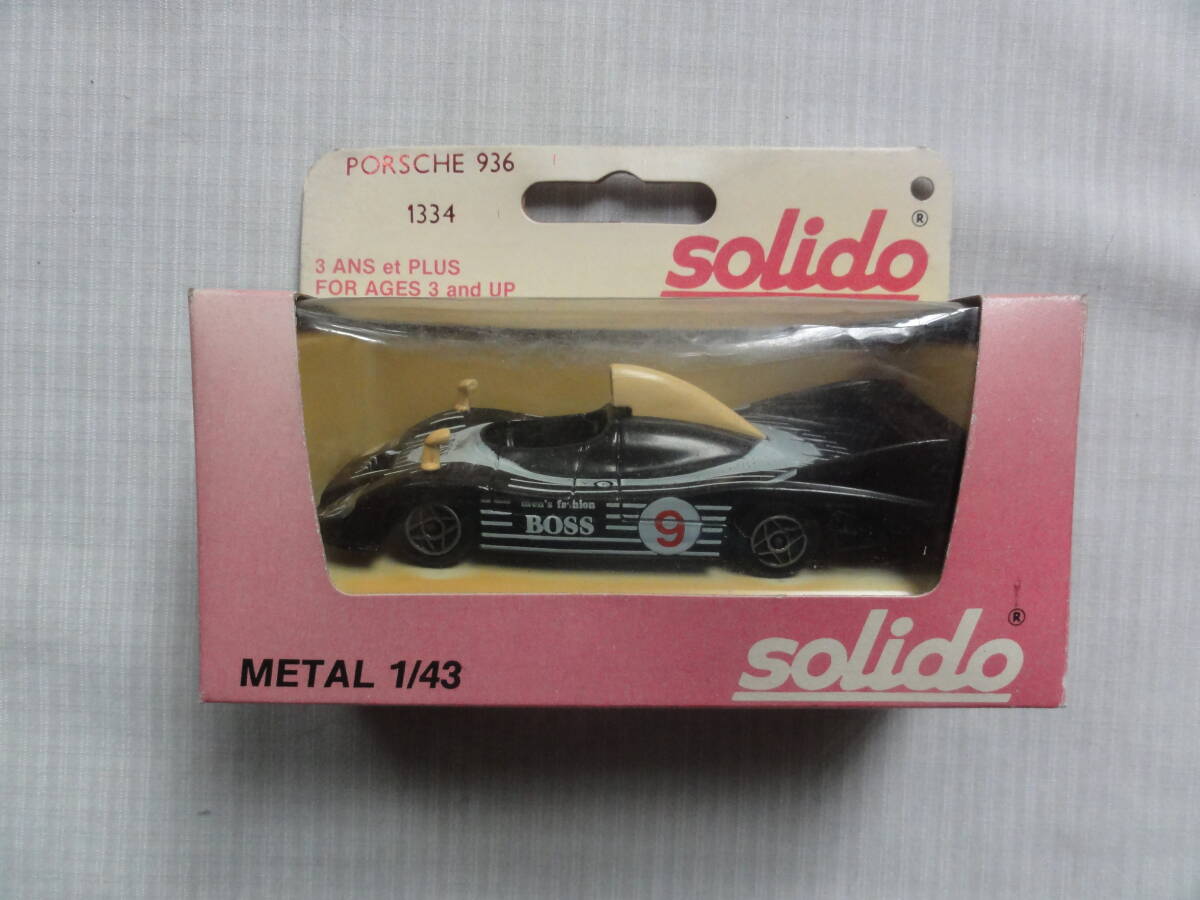 PORSCHE 936
1334
solido ®
3 ANS et PLUS
FOR AGES 3 and UP
men's fashion
BOSS
9
METAL 1/43
solido ®